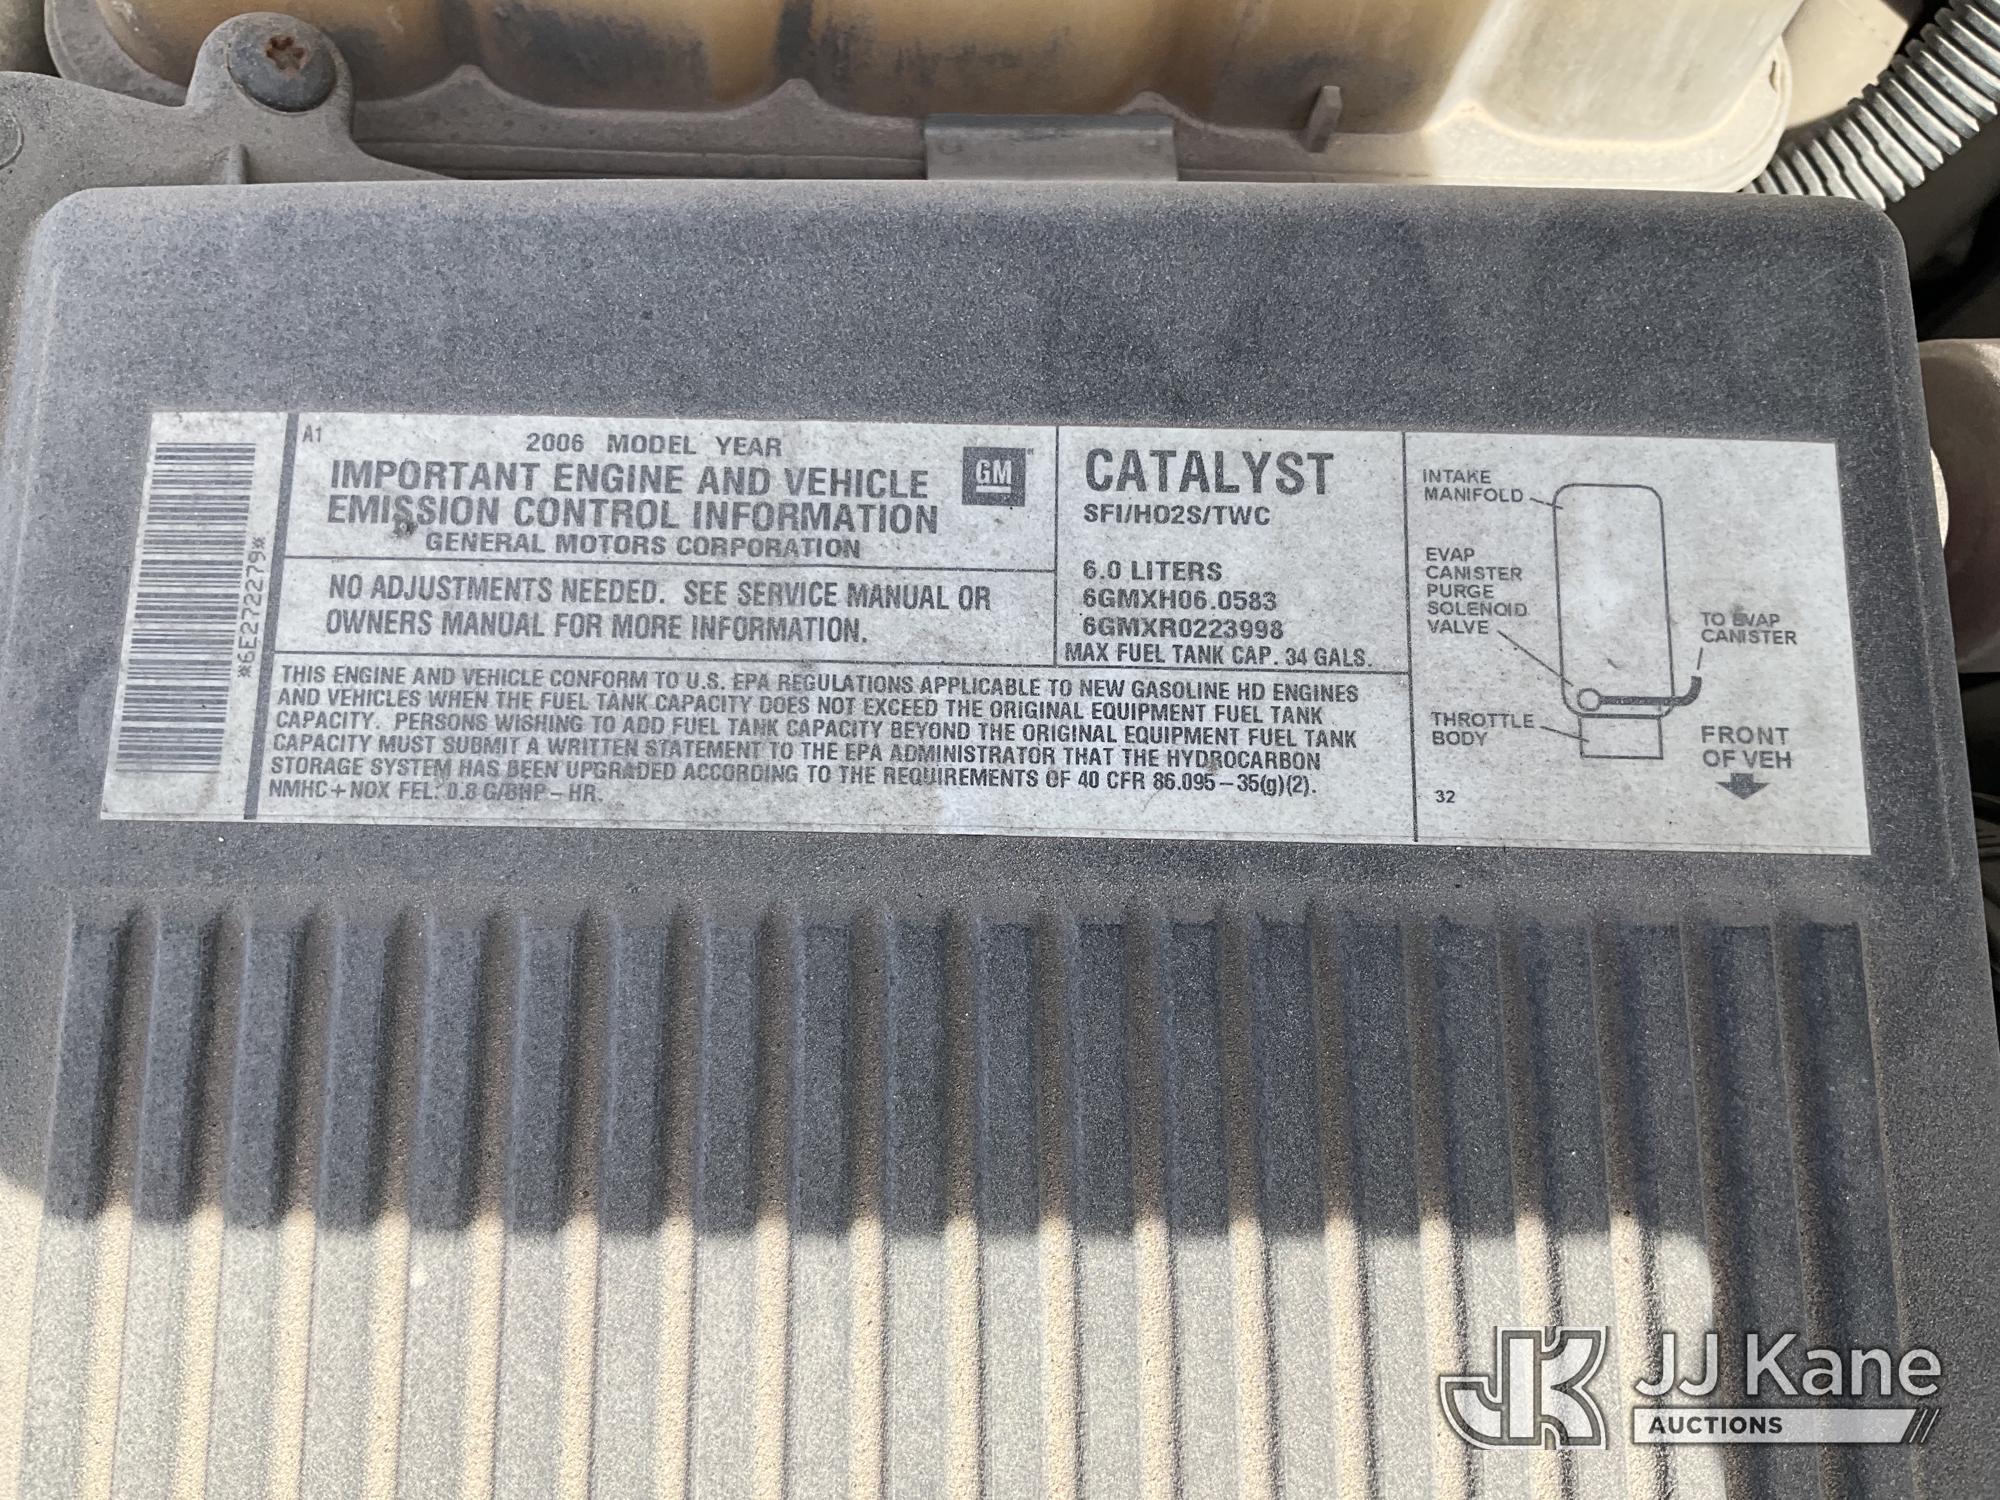 *6E272279*
A1
2006 MODEL YEAR
IMPORTANT ENGINE AND VEHICLE
EMISSION CONTROL INFORMATION
GENERAL MOTORS CORPORATION
GM
NO ADJUSTMENTS NEEDED. SEE SERVICE MANUAL OR
OWNERS MANUAL FOR MORE INFORMATION.
CATALYST
SFI/HO2S/TWC
6.0 LITERS
6GMXH06.0583
6GMXR0223998
MAX FUEL TANK CAP. 34 GALS.
THIS ENGINE AND VEHICLE CONFORM TO U.S. EPA REGULATIONS APPLICABLE TO NEW GASOLINE HD ENGINES
AND VEHICLES WHEN THE FUEL TANK CAPACITY DOES NOT EXCEED THE ORIGINAL EQUIPMENT FUEL TANK
CAPACITY. PERSONS WISHING TO ADD FUEL TANK CAPACITY BEYOND THE ORIGINAL EQUIPMENT FUEL TANK
CAPACITY MUST SUBMIT A WRITTEN STATEMENT TO THE EPA ADMINISTRATOR THAT THE HYDROCARBON
STORAGE SYSTEM HAS BEEN UPGRADED ACCORDING TO THE REQUIREMENTS OF 40 CFR 86.095-35(g)(2).
NMHC+NOX FEL: 0.8 G/BHP-HR.
INTAKE
MANIFOLD
EVAP
CANISTER
PURGE
SOLENOID
VALVE
TO EVAP
CANISTER
THROTTLE
BODY
FRONT
OF VEH
32
JK JJ Kane
AUCTIONS